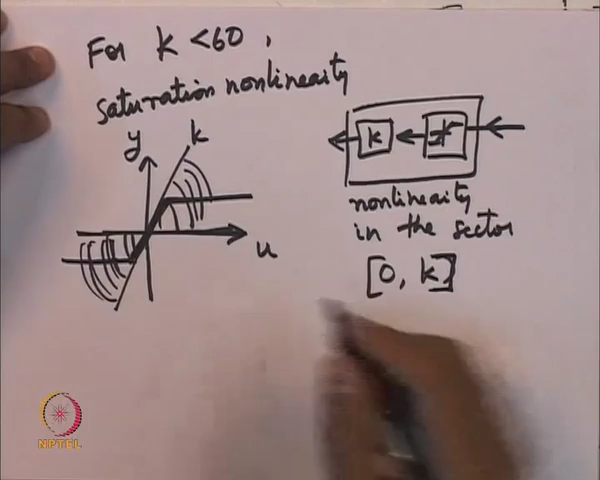 For k < 60,
saturation nonlinearity
y
k
u
k
nonlinearity
in the sector
[0, k]
NPTEL